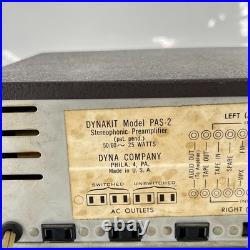 DYNAKIT Model PAS-2
Stereophonic Preamplifier
(pat. pend.)
50/60~ 25 WATTS
DYNA COMPANY
PHILA. 4, PA.
Made in U. S. A.
SWITCHED UNSWITCHED
AC OUTLETS
LEFT
AUDIO OUT
TAPE OUT
TAPE IN
SPARE
TV
RIGHT